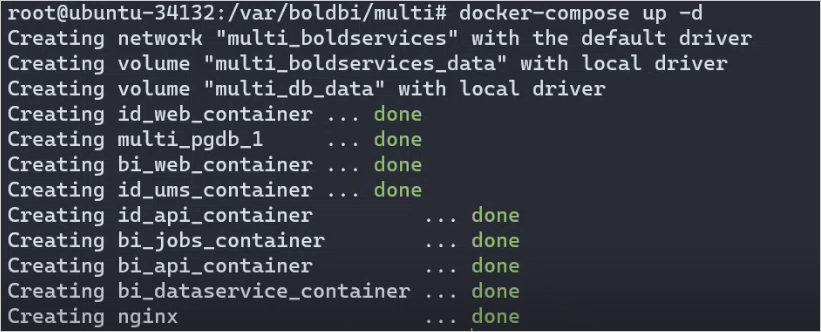 root@ubuntu-34132:/var/boldbi/multi# docker-compose up -d
Creating network "multi_boldservices" with the default driver
Creating volume "multi_boldservices_data" with local driver
Creating volume "multi_db_data" with local driver
Creating id_web_container ... done
Creating multi_pgdb_1     ... done
Creating bi_web_container ... done
Creating id_ums_container ... done
Creating id_api_container         ... done
Creating bi_jobs_container        ... done
Creating bi_api_container         ... done
Creating bi_dataservice_container ... done
Creating nginx                    ... done